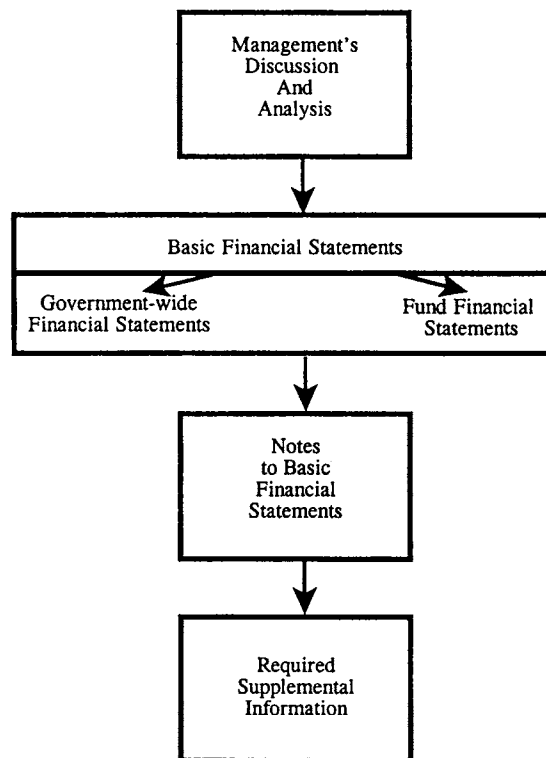 Management's
Discussion
And
Analysis
Basic Financial Statements
Government-wide
Financial Statements
Fund Financial
Statements
Notes
to Basic
Financial
Statements
Required
Supplemental
Information